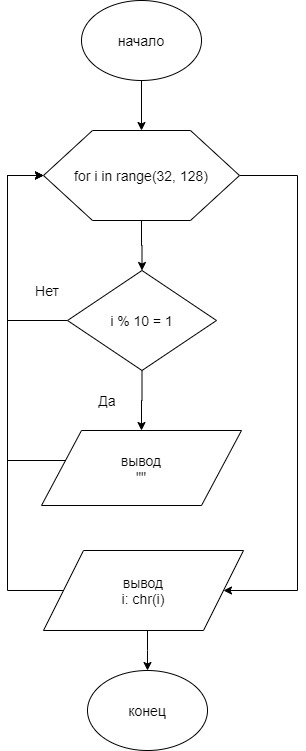 начало
for i in range(32, 128)
Нет
i % 10 = 1
Да
вывод
""
вывод
i: chr(i)
конец